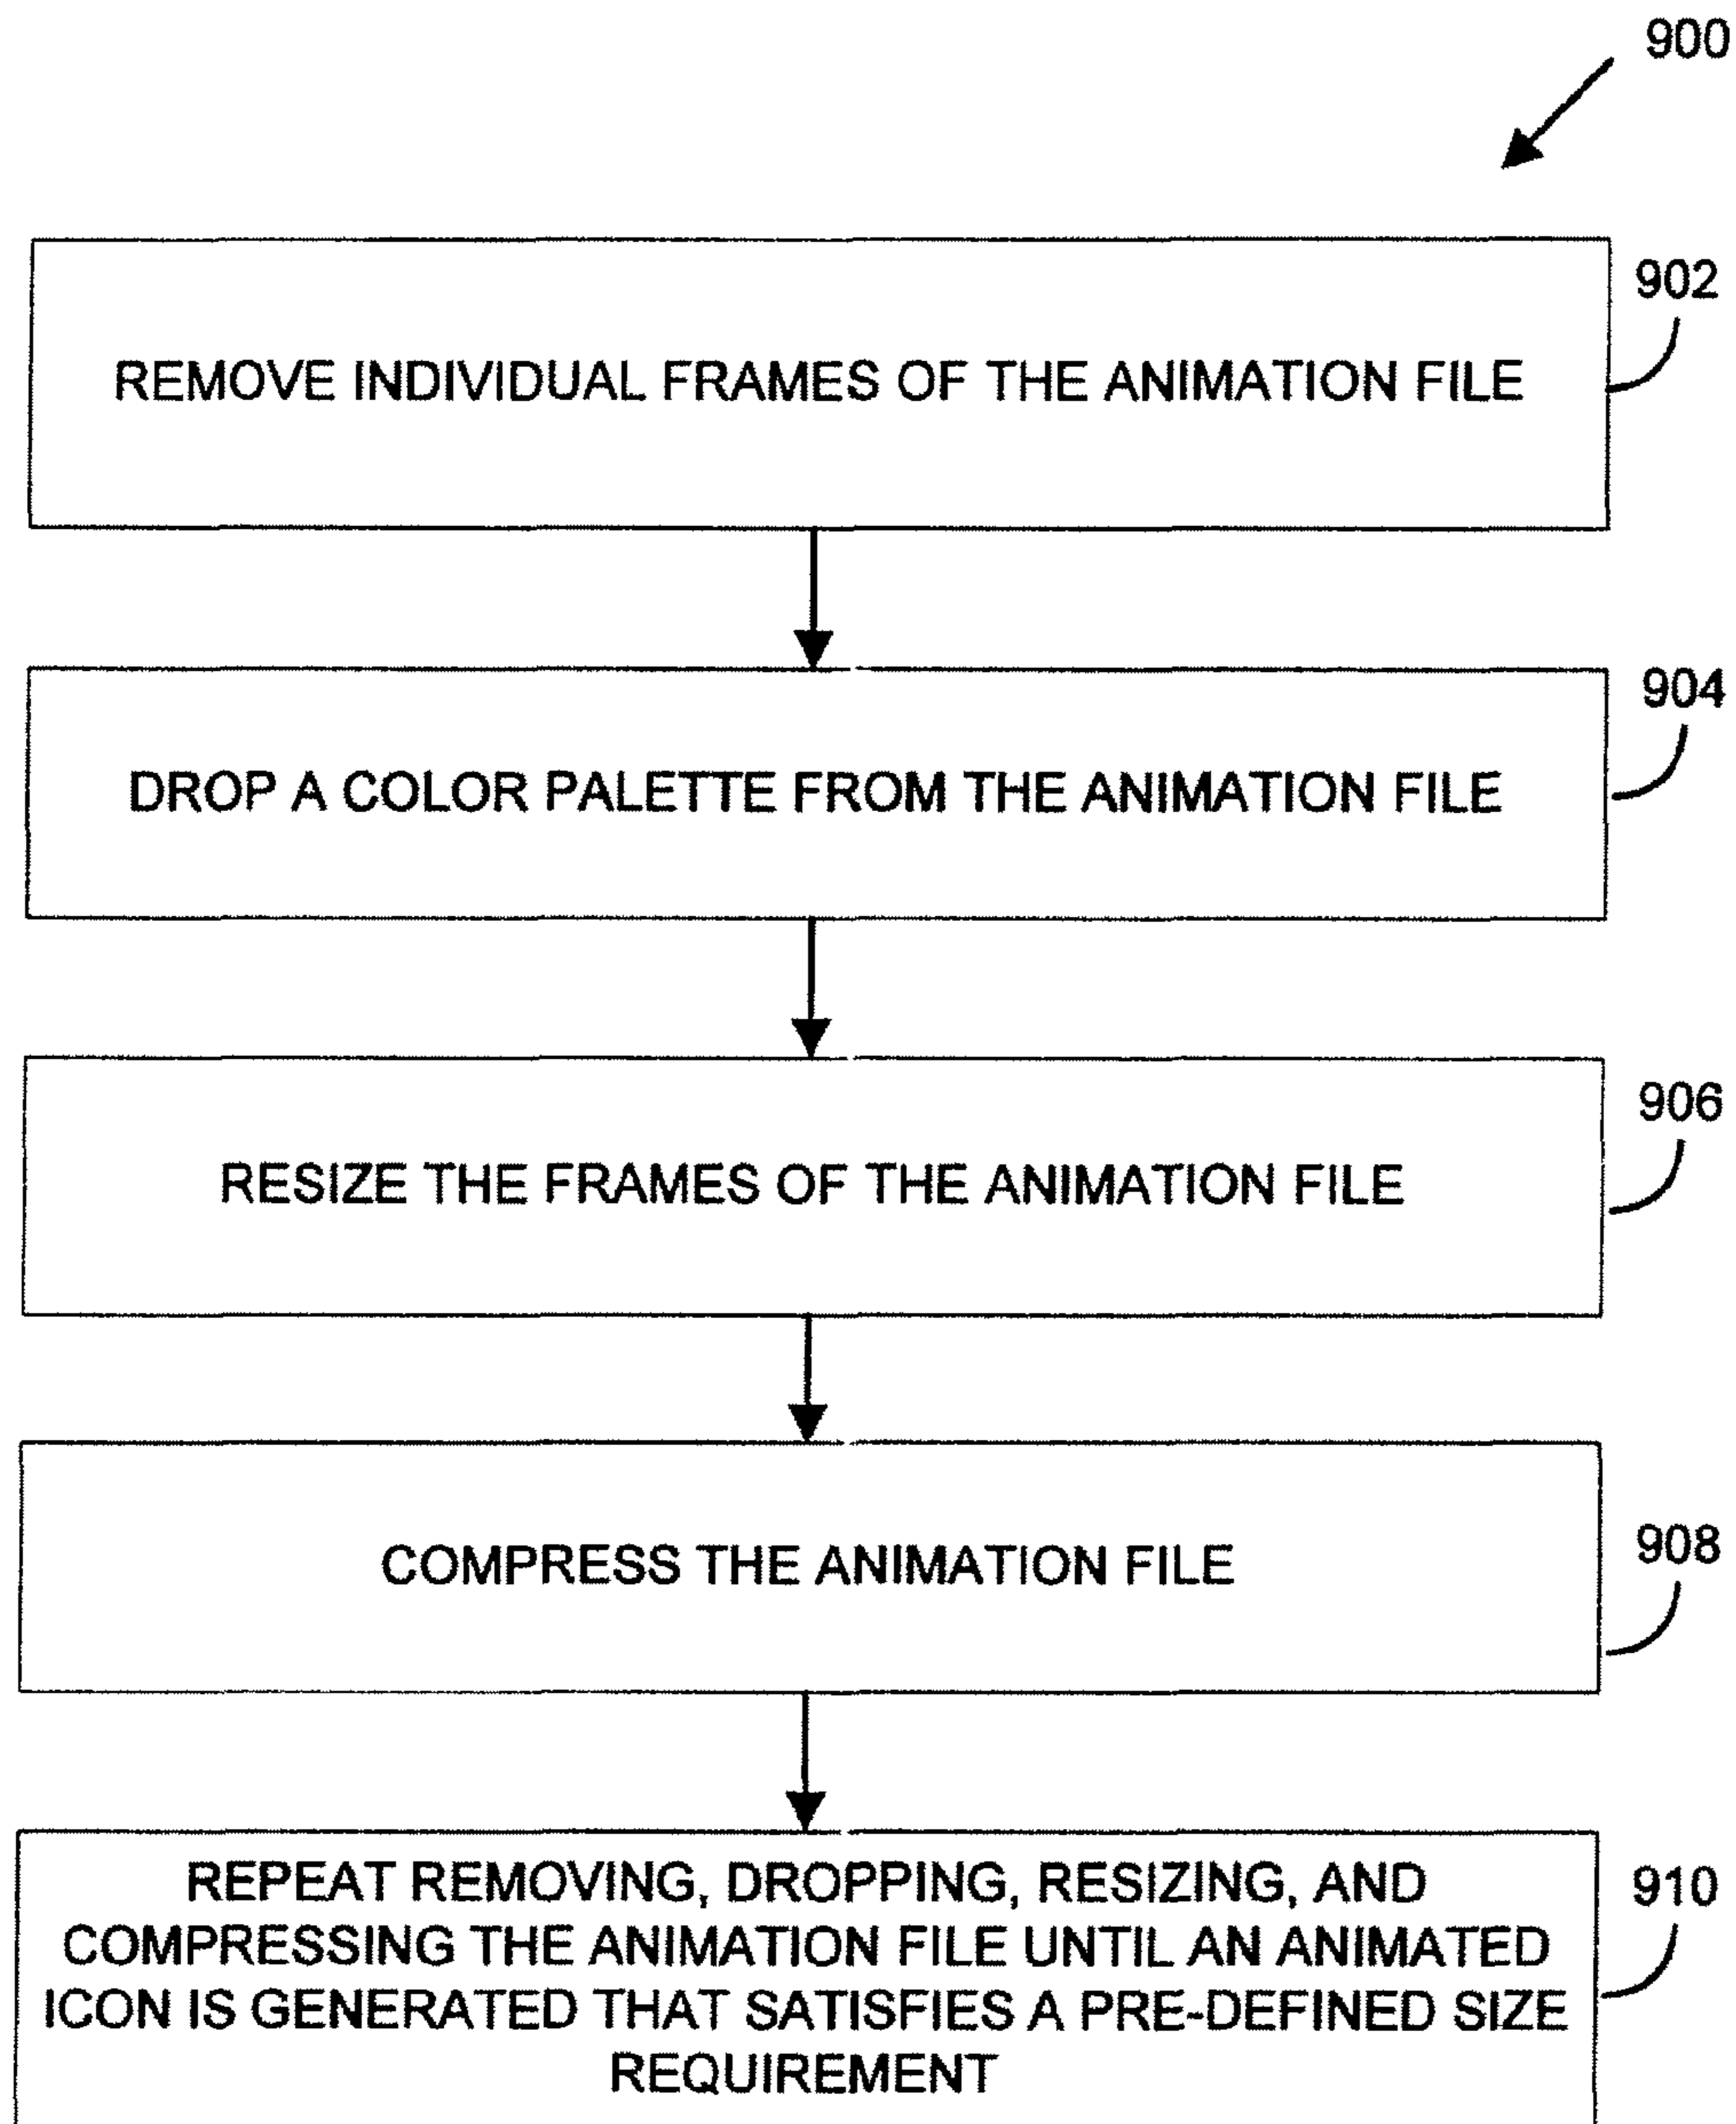 900
902
REMOVE INDIVIDUAL FRAMES OF THE ANIMATION FILE
904
DROP A COLOR PALETTE FROM THE ANIMATION FILE
906
RESIZE THE FRAMES OF THE ANIMATION FILE
908
COMPRESS THE ANIMATION FILE
910
REPEAT REMOVING, DROPPING, RESIZING, AND
COMPRESSING THE ANIMATION FILE UNTIL AN ANIMATED
ICON IS GENERATED THAT SATISFIES A PRE-DEFINED SIZE
REQUIREMENT